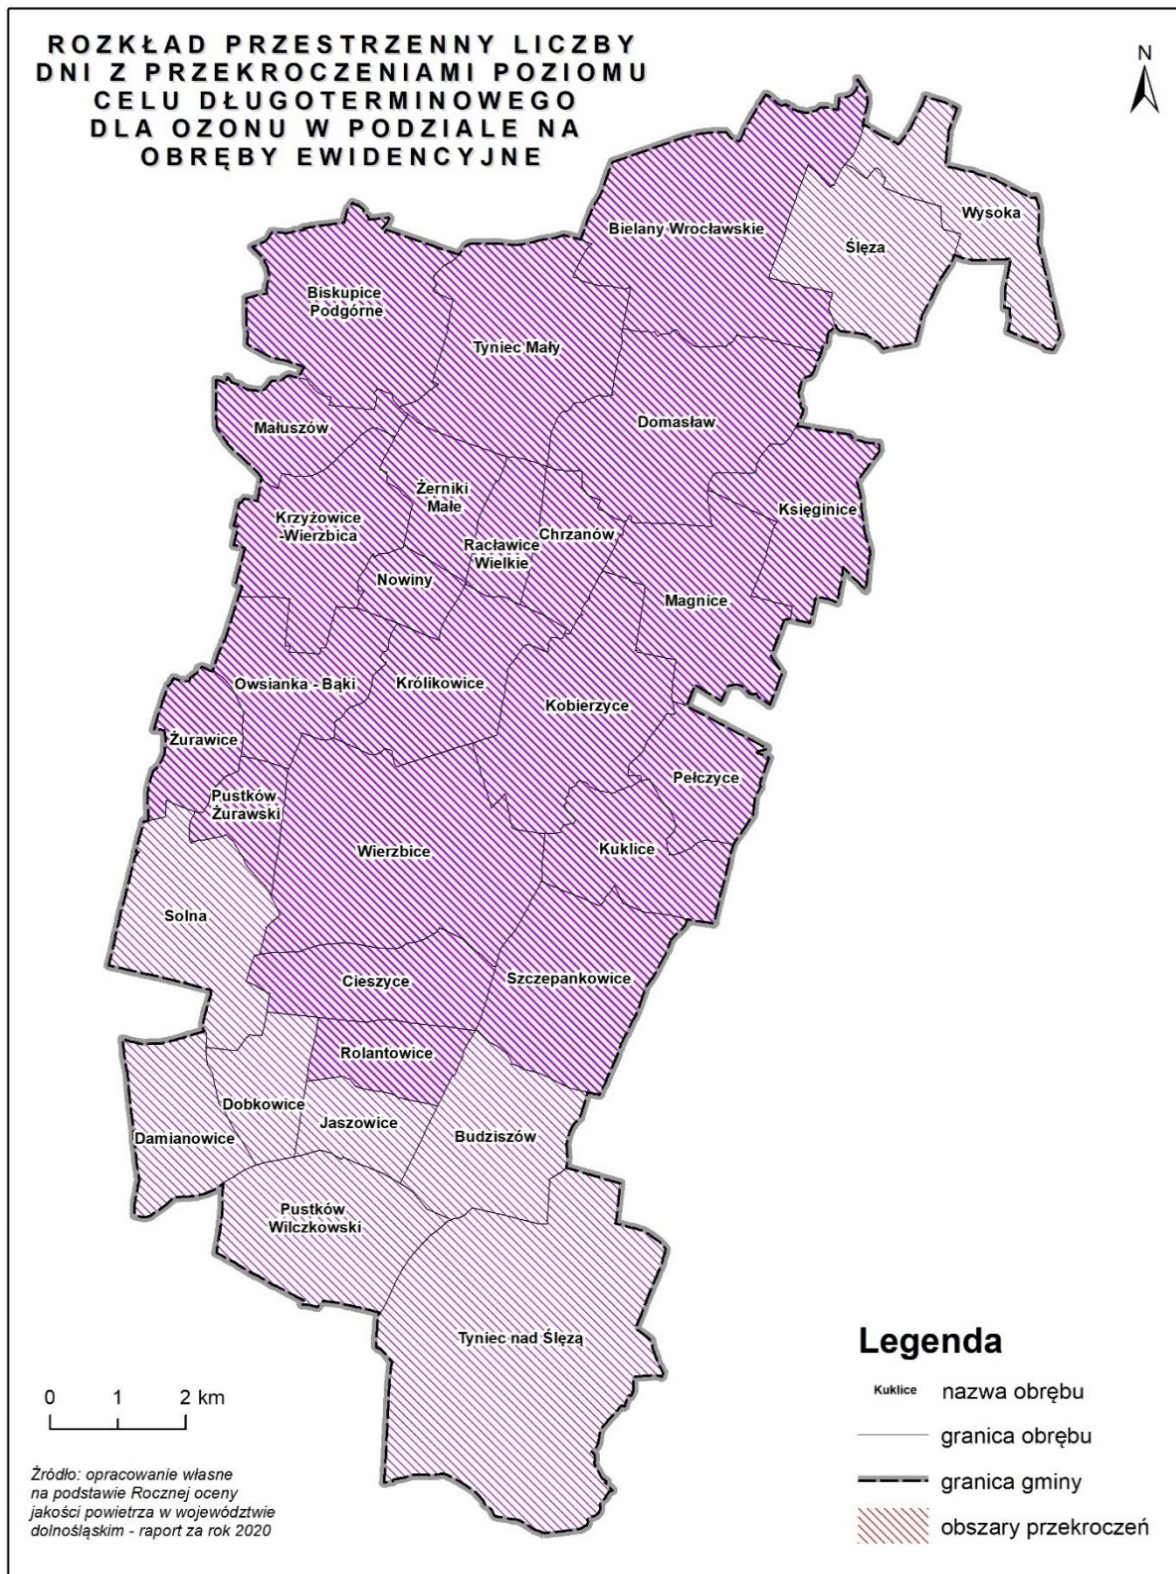 ROZKŁAD PRZESTRZENNY LICZBY
DNI Z PRZEKROCZENIAMI POZIOMU
CELU DŁUGOTERMINOWEGO
DLA OZONU W PODZIALE NA
OBRĘBY EWIDENCYJNE
N
Wysoka
Bielany Wrocławskie
Ślęza
Biskupice
Podgórne
Tyniec Mały
Domasław
Małuszów
Żerniki
Małe
Księginice
Krzyżowice
-Wierzbica
Chrzanów
Racławice
Wielkie
Nowiny
Magnice
Owsianka - Bąki
Królikowice
Kobierzyce
Żurawice
Pełczyce
Pustków
Żurawski
Wierzbice
Kuklice
Solna
Cieszyce
Szczepankowice
Rolantowice
Dobkowice
Jaszowice
Damianowice
Budziszów
Pustków
Wilczkowski
Tyniec nad Ślęzą
0 1 2 km
Źródło: opracowanie własne
na podstawie Rocznej oceny
jakości powietrza w województwie
dolnośląskim - raport za rok 2020
Legenda
Kuklice nazwa obrębu
granica obrębu
granica gminy
obszary przekroczeń